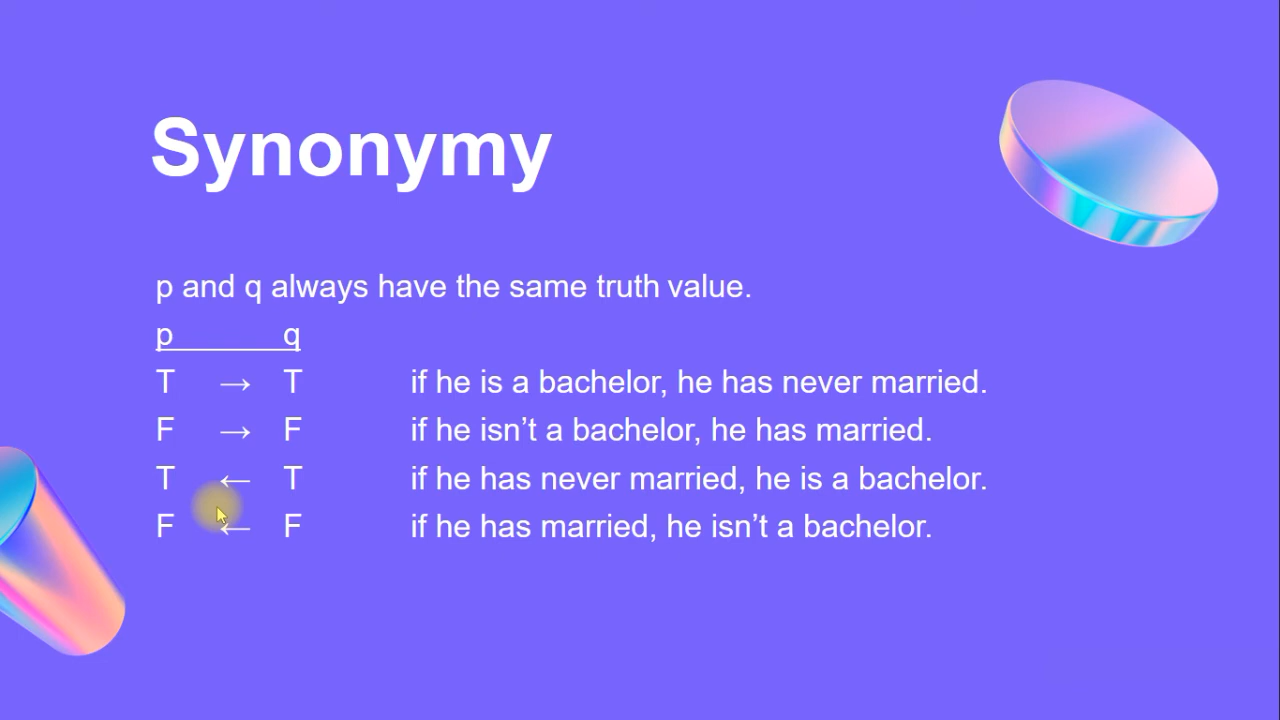 Synonymy
p and q always have the same truth value.
p q
T → T if he is a bachelor, he has never married.
F → F if he isn’t a bachelor, he has married.
T ← T if he has never married, he is a bachelor.
F ← F if he has married, he isn’t a bachelor.